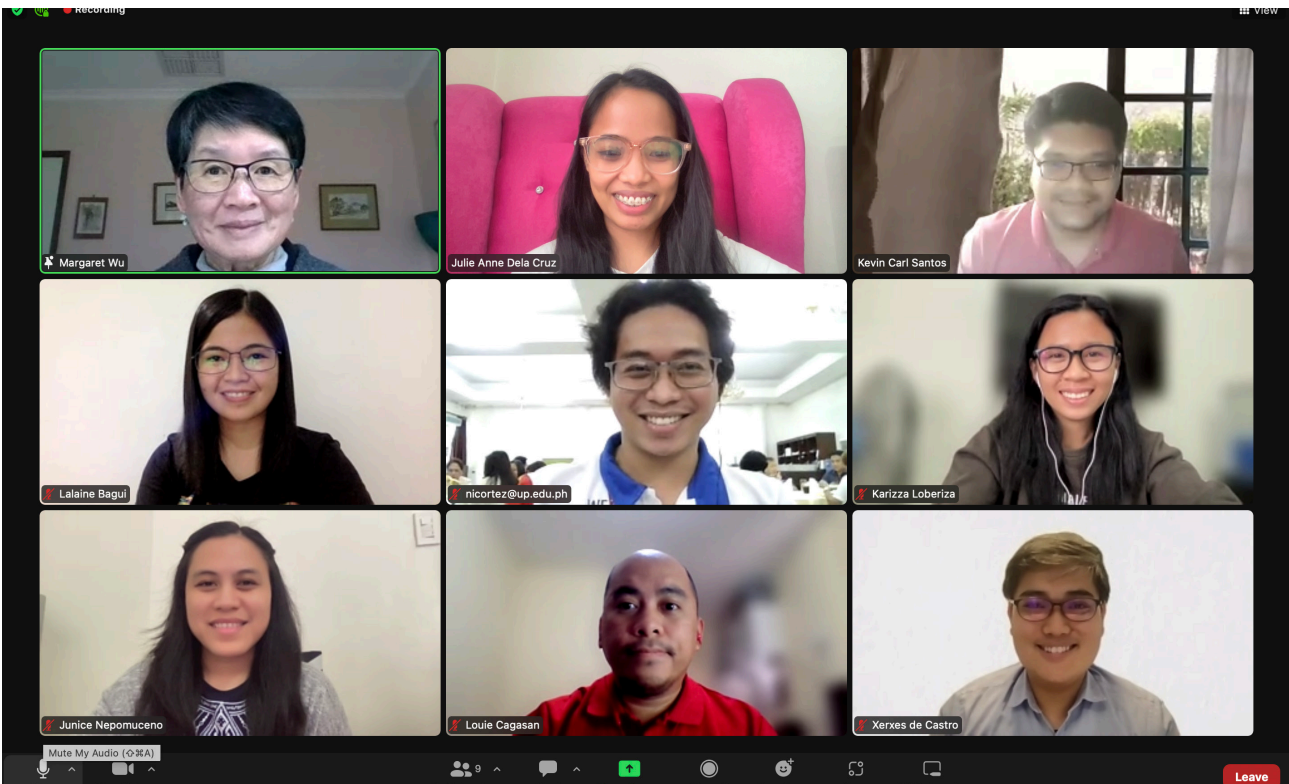 Recording
View
Margaret Wu
Julie Anne Dela Cruz
Kevin Carl Santos
Lalaine Bagui
nicortez@up.edu.ph
Karizza Loberiza
Junice Nepomuceno
Louie Cagasan
Xerxes de Castro
Mute My Audio (⇧⌘A)
9
Leave